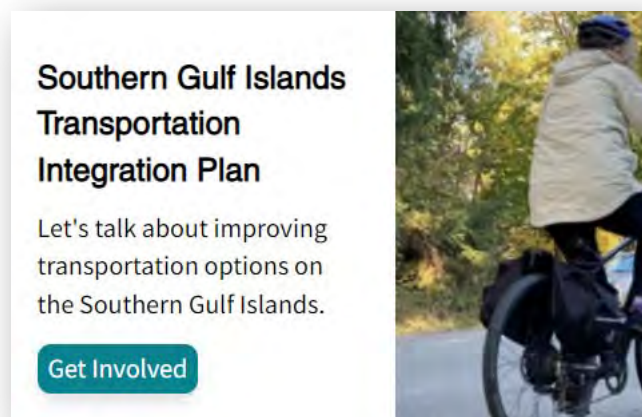 Southern Gulf Islands
Transportation
Integration Plan
Let's talk about improving
transportation options on
the Southern Gulf Islands.
Get Involved